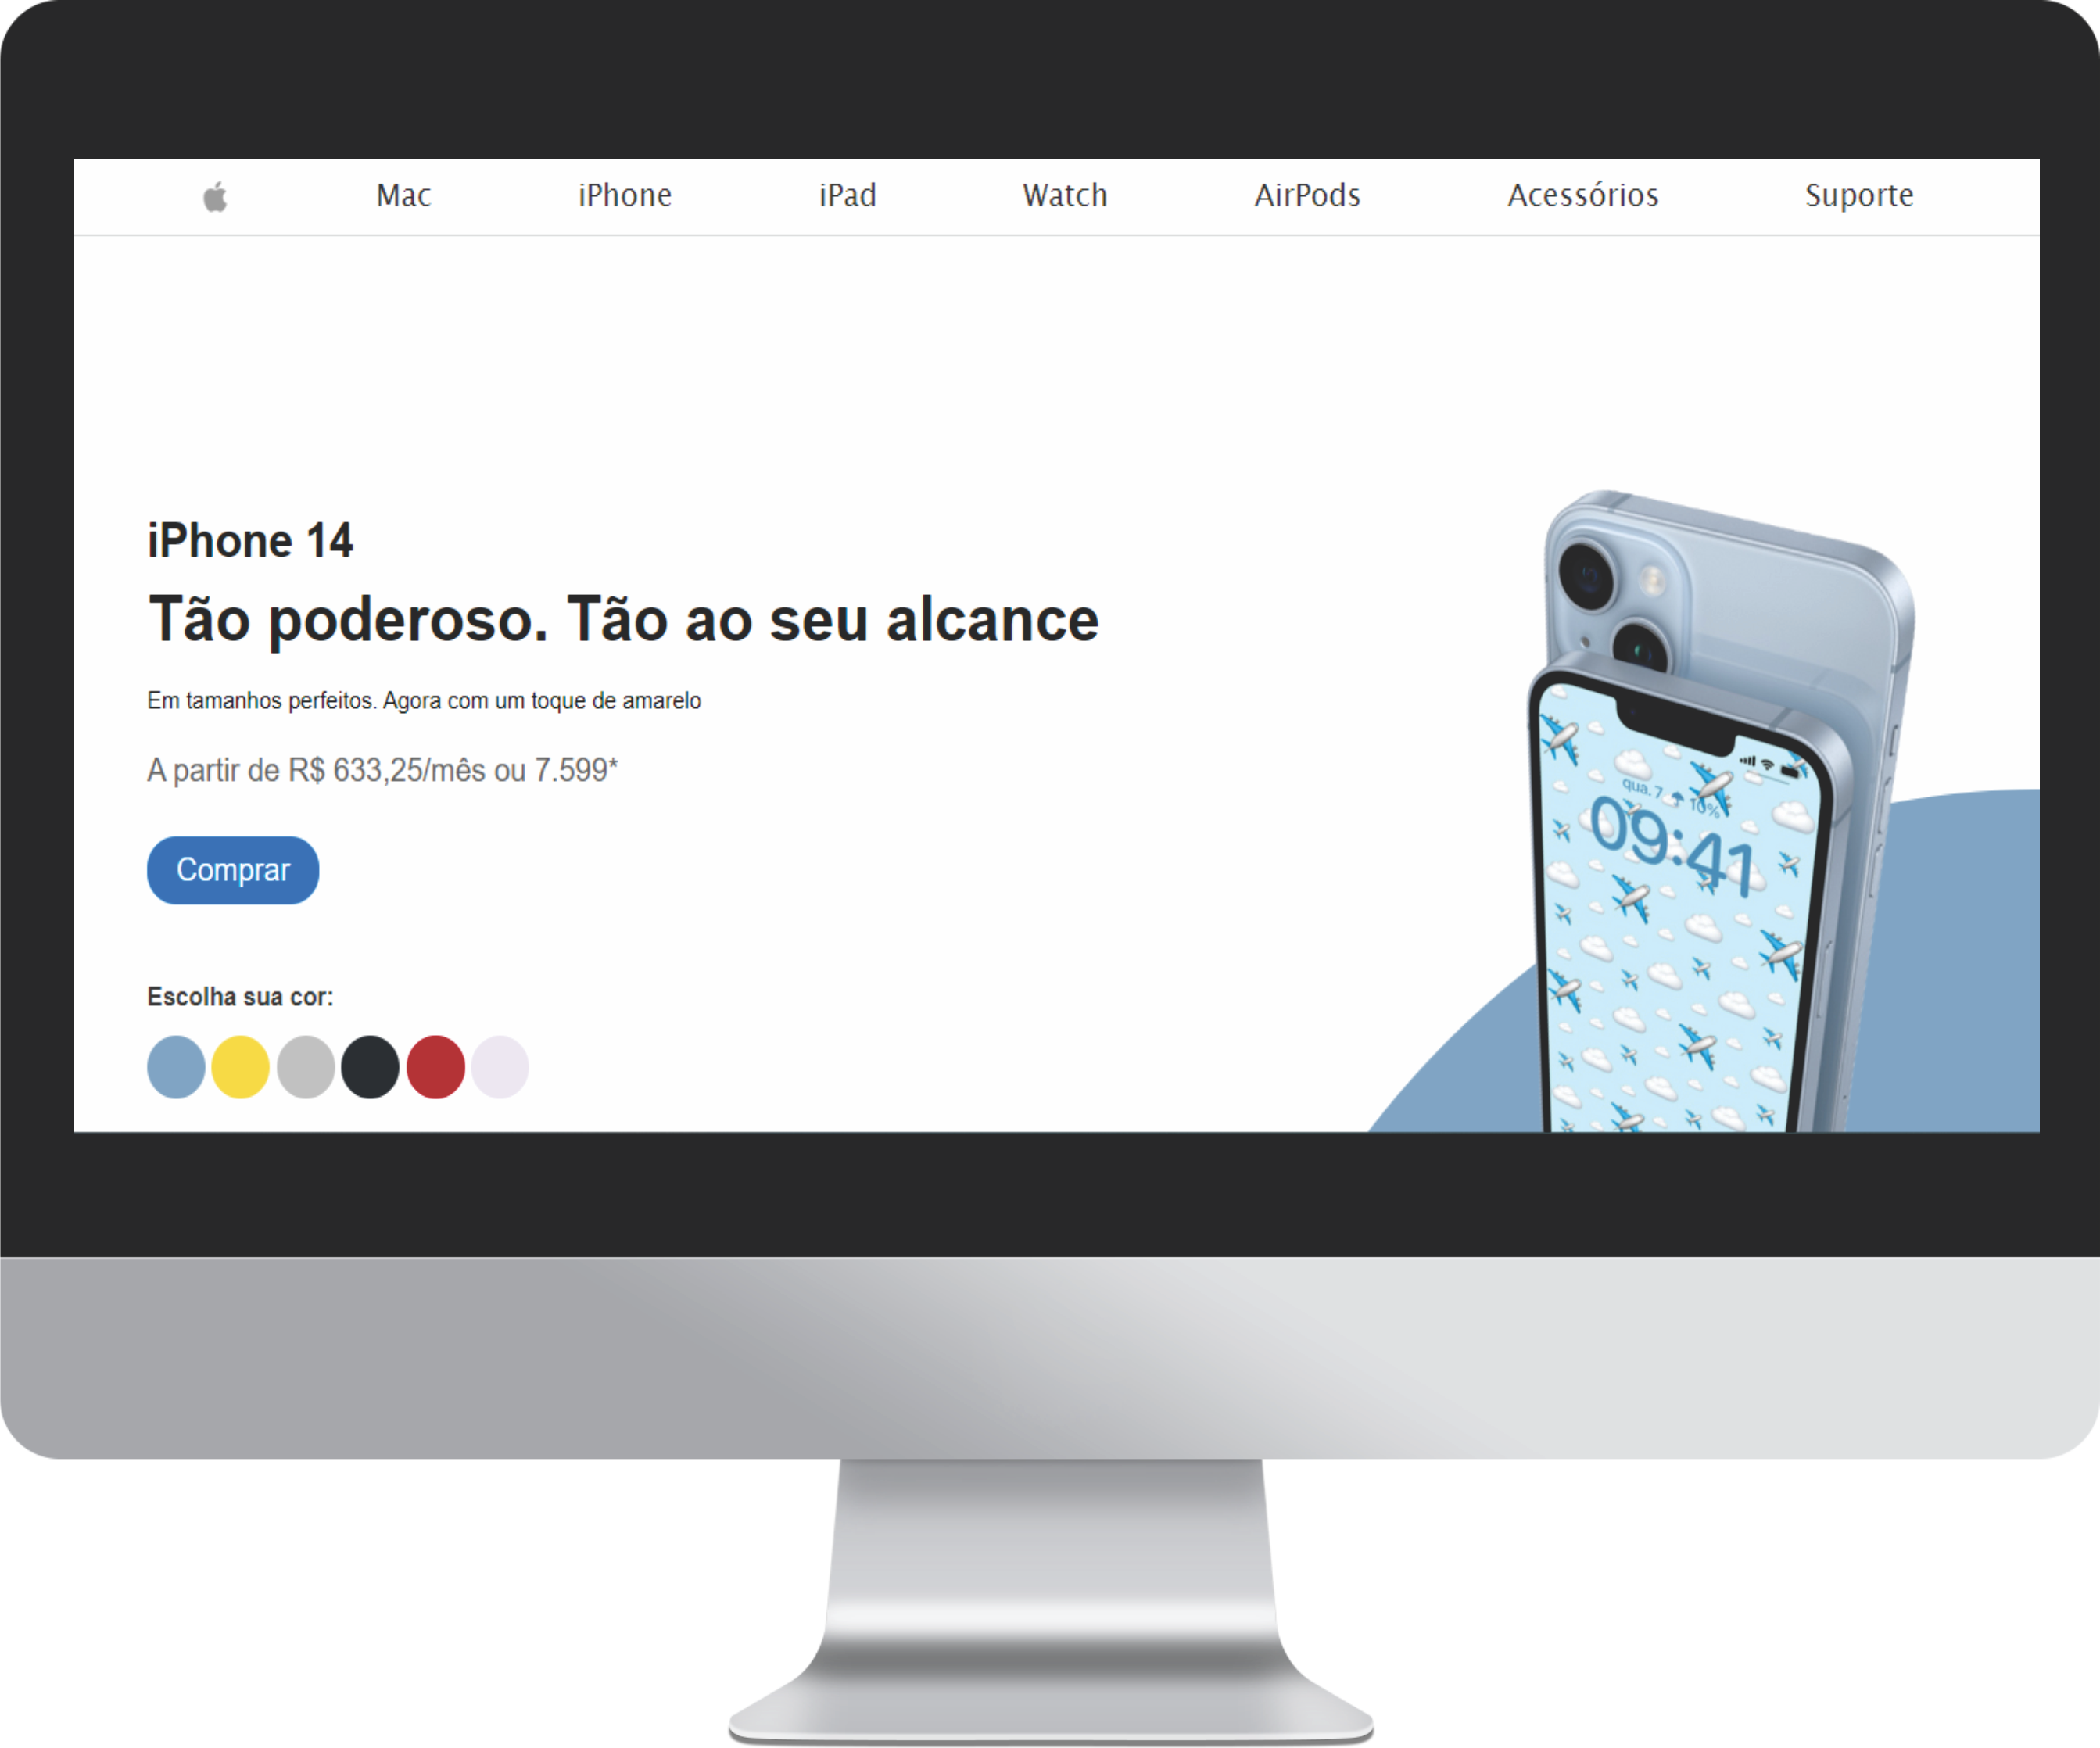 Mac iPhone iPad Watch AirPods Acessórios Suporte
iPhone 14
Tão poderoso. Tão ao seu alcance
Em tamanhos perfeitos. Agora com um toque de amarelo
A partir de R$ 633,25/mês ou 7.599*
Comprar
Escolha sua cor:
qua. 7 10%
09:41